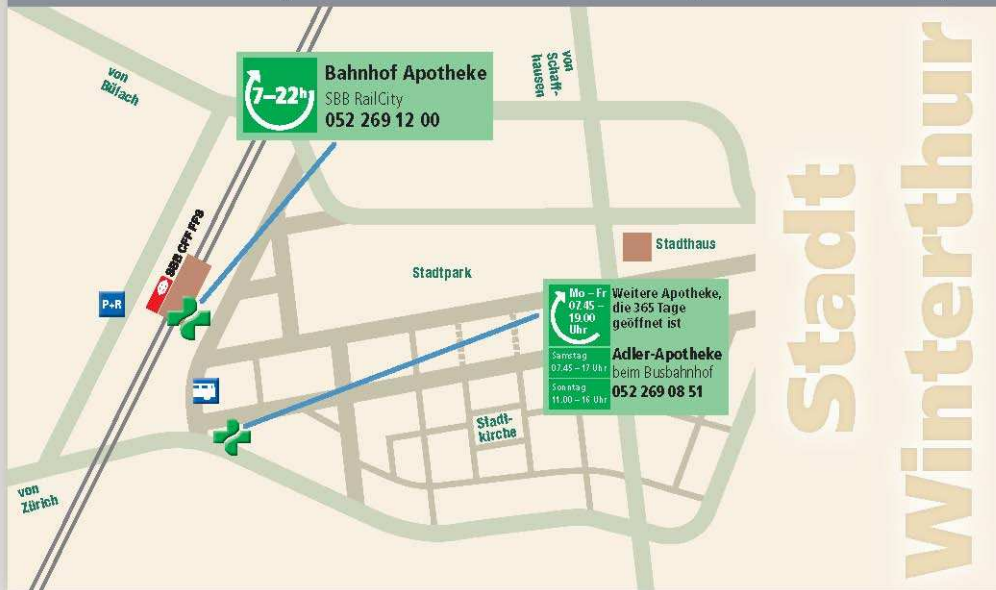 von
Bülach
7–22h
Bahnhof Apotheke
SBB RailCity
052 269 12 00
von
Schaff-
hausen
SBB CFF FFS
P+R
Stadtpark
Stadthaus
Mo – Fr
07.45 –
19.00
Uhr
Samstag
07.45 – 17 Uhr
Sonntag
11.00 – 16 Uhr
Weitere Apotheke,
die 365 Tage
geöffnet ist
Adler-Apotheke
beim Busbahnhof
052 269 08 51
Stadt-
kirche
von
Zürich
Stadt
Winterthur